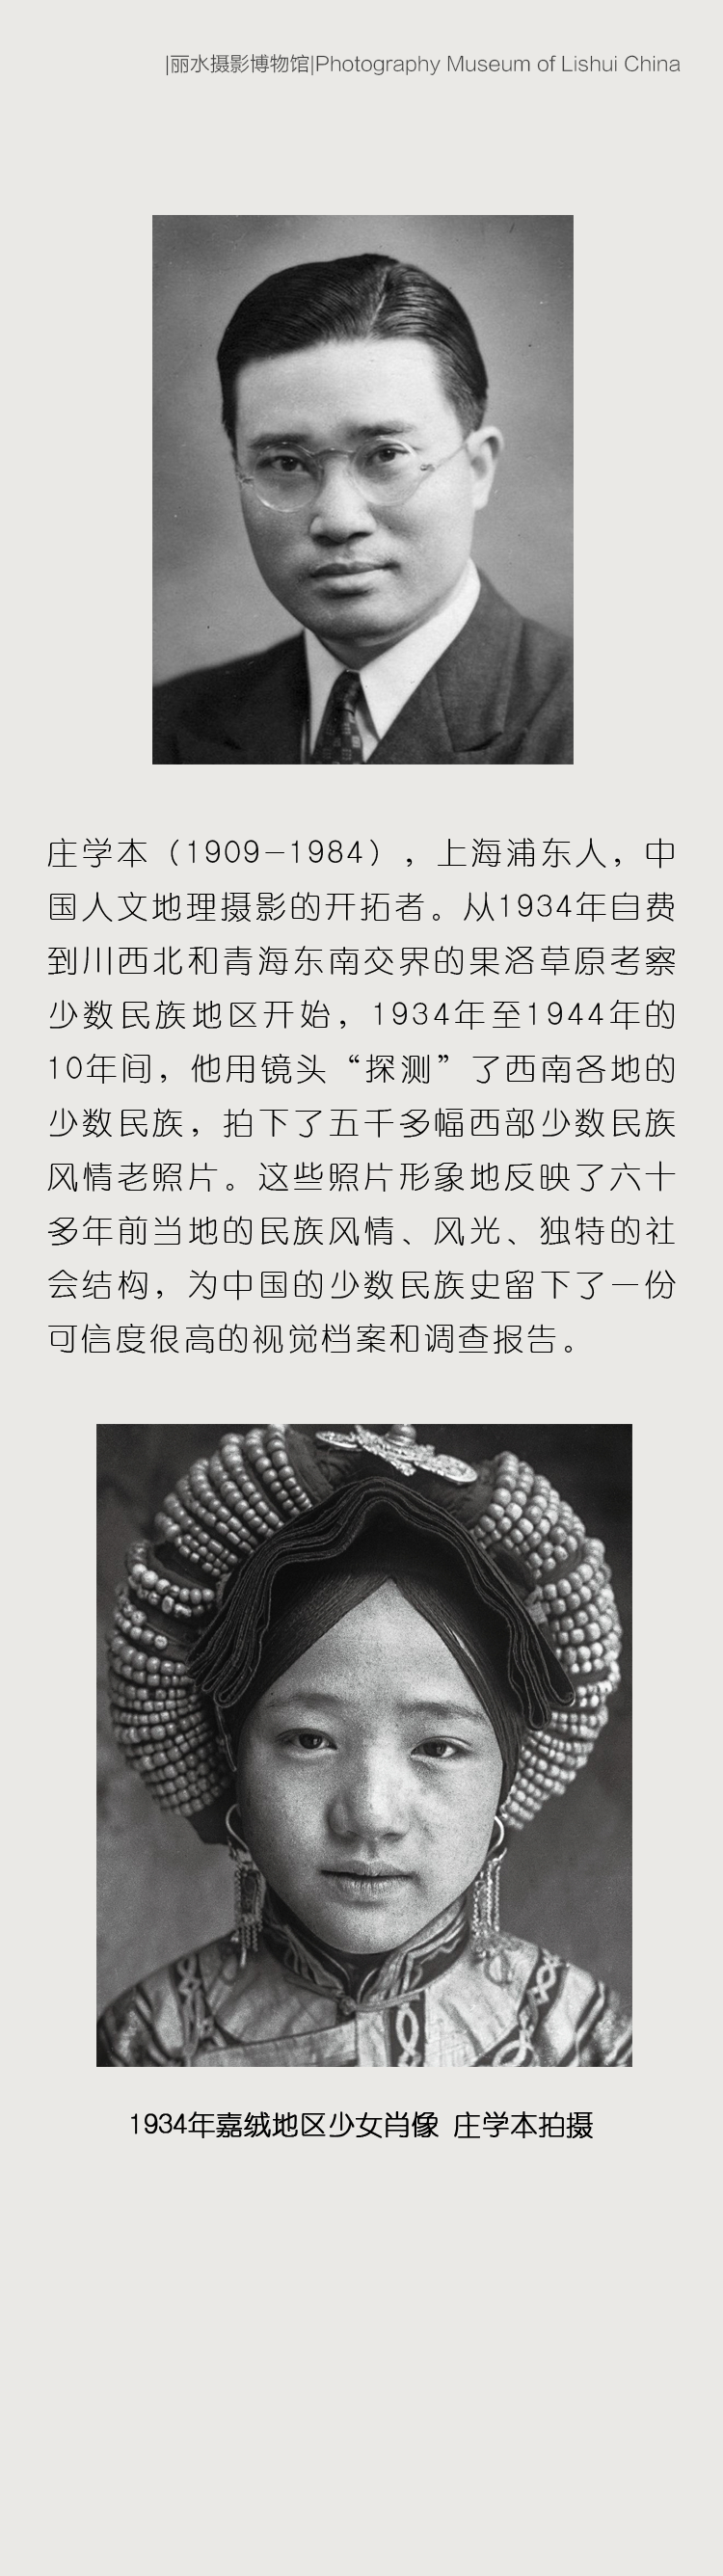 |丽水摄影博物馆|Photography Museum of Lishui China
庄学本（1909-1984），上海浦东人，中
国人文地理摄影的开拓者。从1934年自费
到川西北和青海东南交界的果洛草原考察
少数民族地区开始，1934年至1944年的
10年间，他用镜头“探测”了西南各地的
少数民族，拍下了五千多幅西部少数民族
风情老照片。这些照片形象地反映了六十
多年前当地的民族风情、风光、独特的社
会结构，为中国的少数民族史留下了一份
可信度很高的视觉档案和调查报告。
1934年嘉绒地区少女肖像 庄学本拍摄